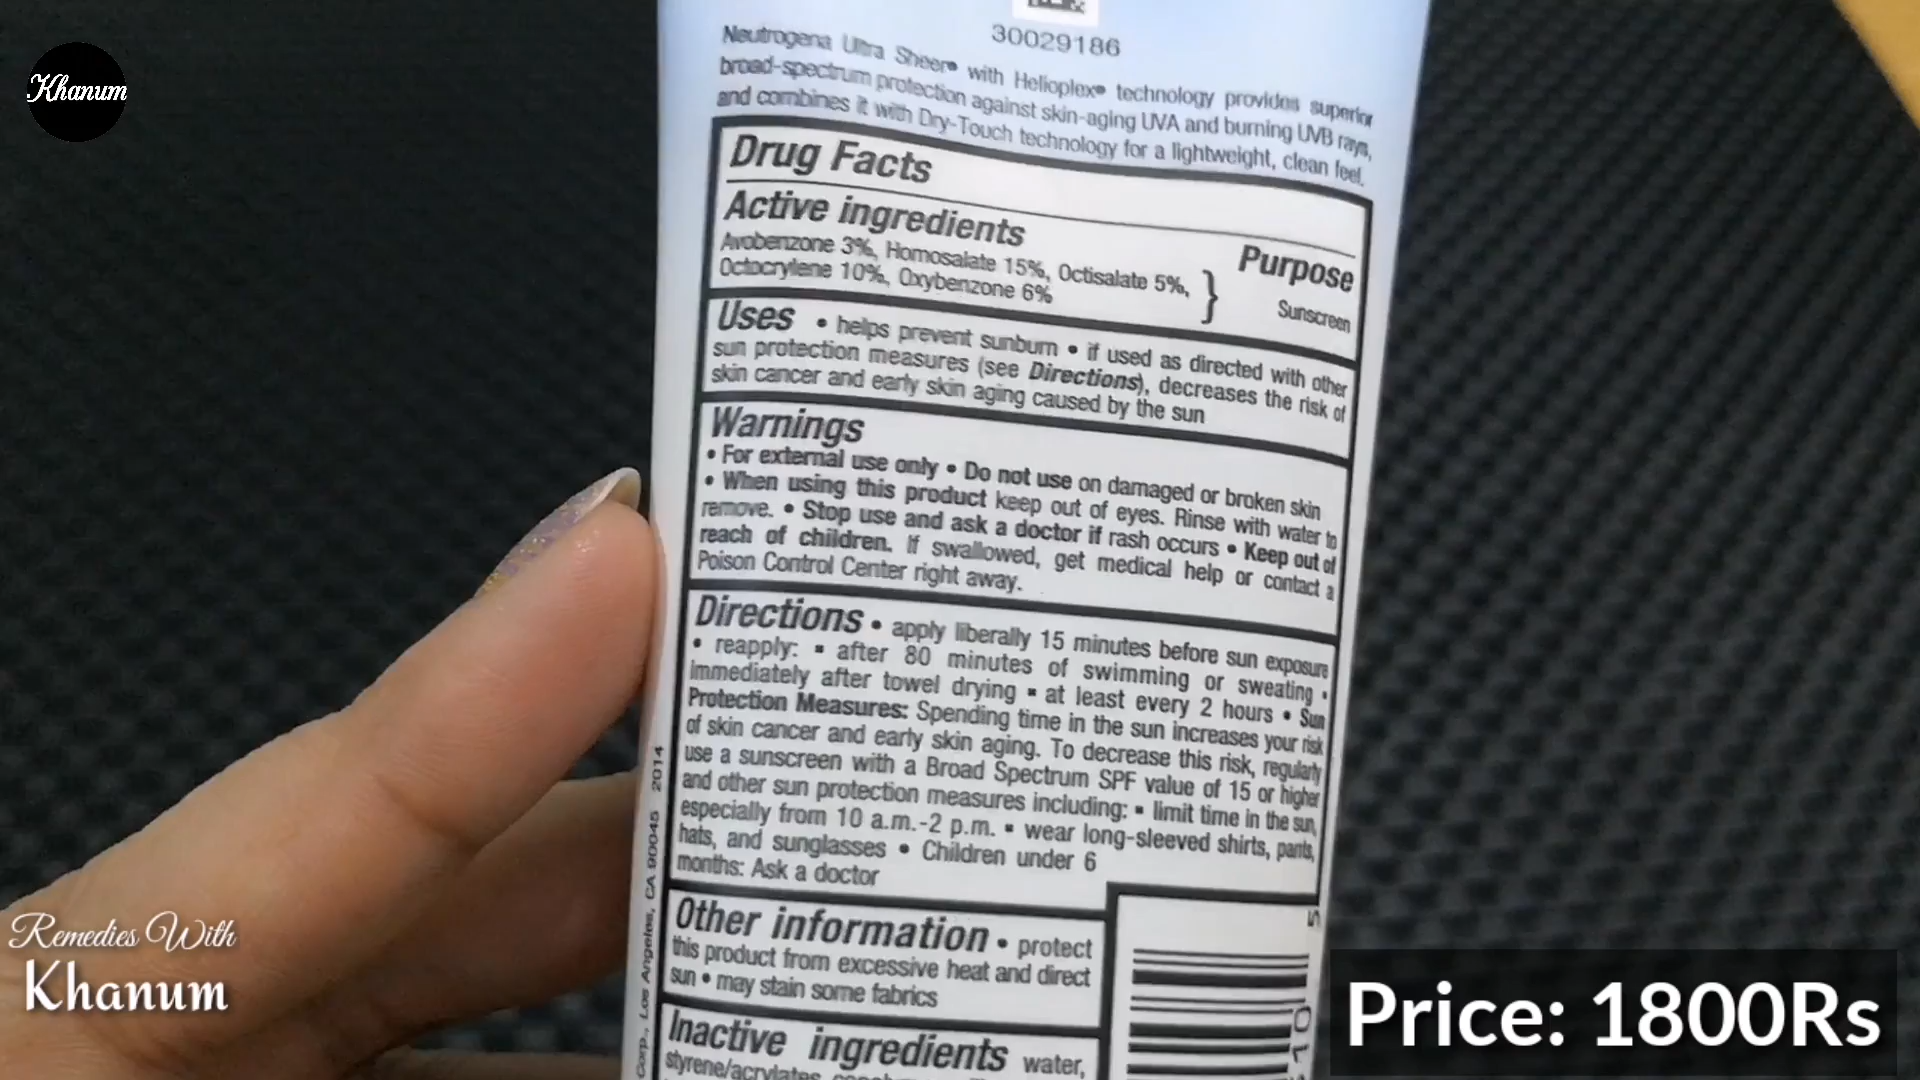 Khanum
30029186
Neutrogena Ultra Sheer® with Helioplex® technology provides superior
broad-spectrum protection against skin-aging UVA and burning UVB rays,
and combines it with Dry-Touch technology for a lightweight, clean feel.
Drug Facts
Active ingredients
Purpose
Avobenzone 3%, Homosalate 15%, Octisalate 5%,
Octocrylene 10%, Oxybenzone 6%
Sunscreen
Uses • helps prevent sunburn • if used as directed with other
sun protection measures (see Directions), decreases the risk of
skin cancer and early skin aging caused by the sun
Warnings
• For external use only • Do not use on damaged or broken skin
• When using this product keep out of eyes. Rinse with water to
remove. • Stop use and ask a doctor if rash occurs • Keep out of
reach of children. If swallowed, get medical help or contact a
Poison Control Center right away.
Directions • apply liberally 15 minutes before sun exposure
• reapply: ▪ after 80 minutes of swimming or sweating ▪
immediately after towel drying ▪ at least every 2 hours • Sun
Protection Measures: Spending time in the sun increases your risk
of skin cancer and early skin aging. To decrease this risk, regularly
use a sunscreen with a Broad Spectrum SPF value of 15 or higher
and other sun protection measures including: ▪ limit time in the sun,
especially from 10 a.m.-2 p.m. ▪ wear long-sleeved shirts, pants,
hats, and sunglasses • Children under 6
months: Ask a doctor
Other information • protect
this product from excessive heat and direct
sun • may stain some fabrics
Inactive ingredients water,
styrene/acrylates
Corp., Los Angeles, CA 90045 2014
Remedies With
Khanum
Price: 1800Rs